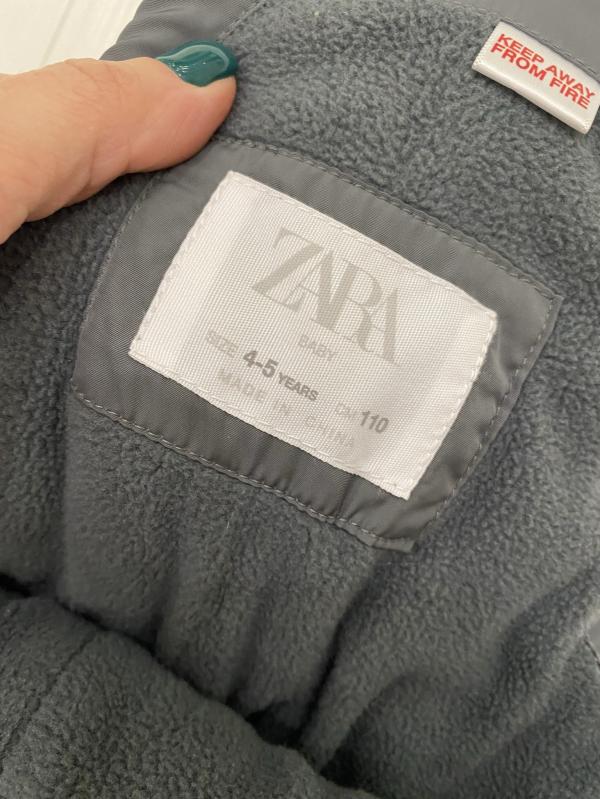 KEEP AWAY
FROM FIRE
ZARA
BABY
SIZE 4-5 YEARS CM 110
MADE IN CHINA